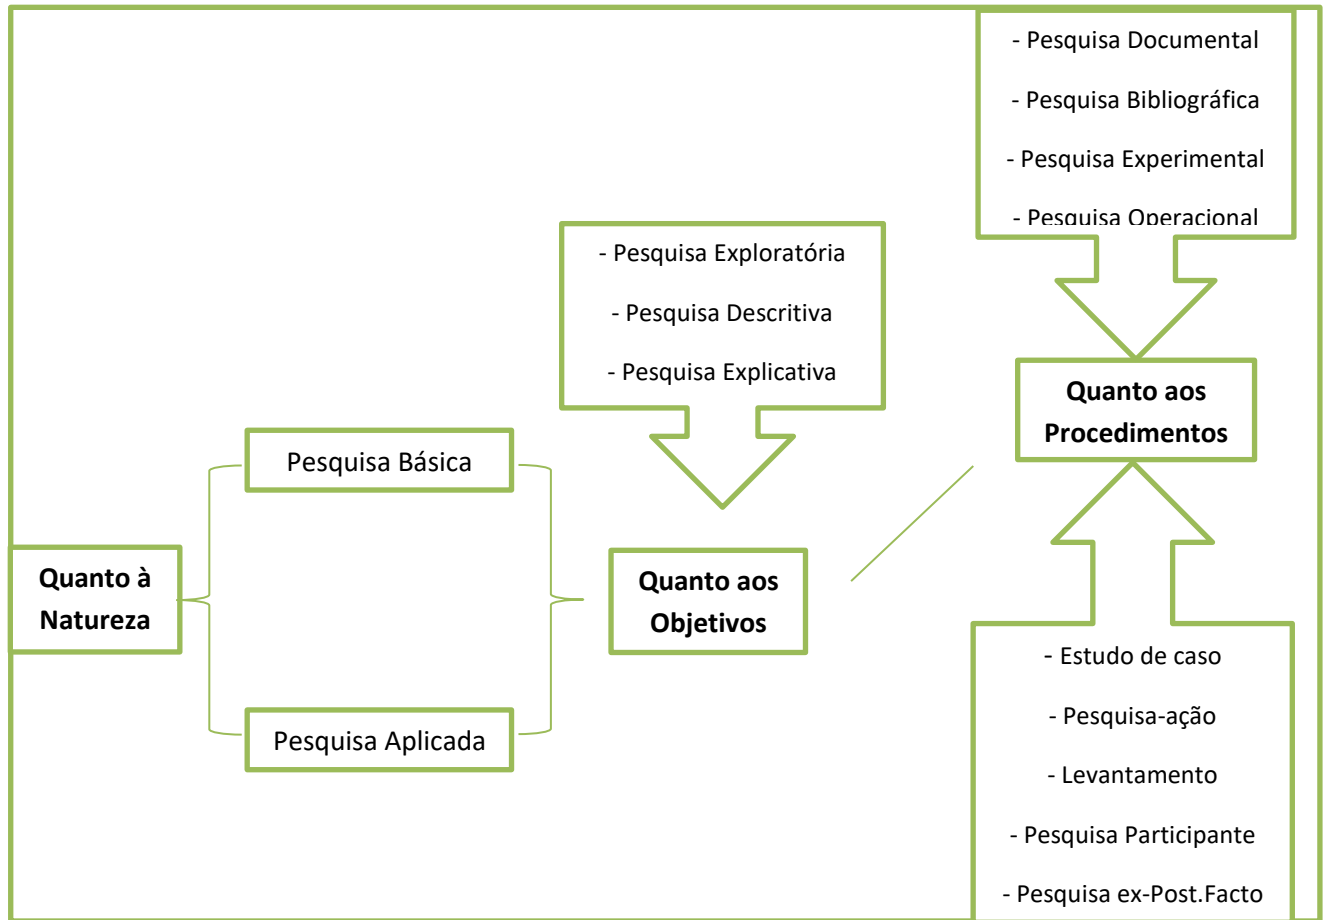 - Pesquisa Documental
- Pesquisa Bibliográfica
- Pesquisa Experimental
- Pesquisa Operacional
- Pesquisa Exploratória
- Pesquisa Descritiva
- Pesquisa Explicativa
Quanto aos
Procedimentos
Pesquisa Básica
Quanto à
Natureza
Quanto aos
Objetivos
Pesquisa Aplicada
- Estudo de caso
- Pesquisa-ação
- Levantamento
- Pesquisa Participante
- Pesquisa ex-Post.Facto